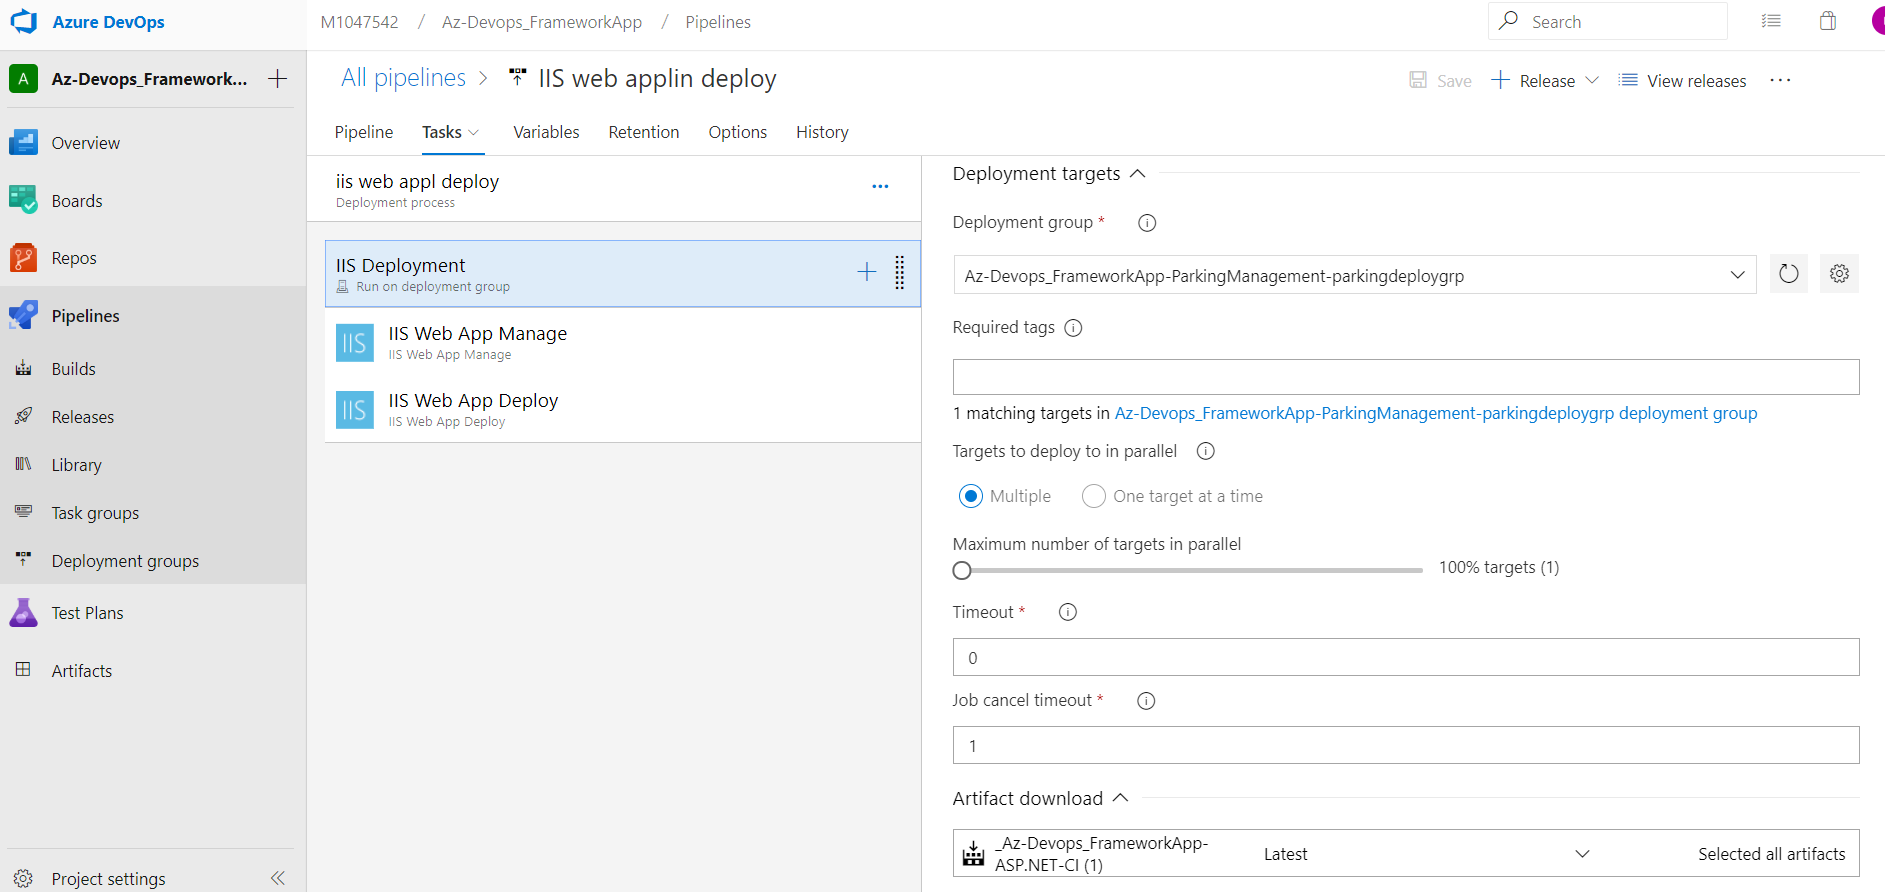 Azure DevOps
M1047542 / Az-Devops_FrameworkApp / Pipelines
Search
A
Az-Devops_Framework...
Overview
Boards
Repos
Pipelines
Builds
Releases
Library
Task groups
Deployment groups
Test Plans
Artifacts
Project settings
All pipelines > IIS web applin deploy
Save
Release
View releases
Pipeline Tasks Variables Retention Options History
iis web appl deploy
Deployment process
IIS Deployment
Run on deployment group
IIS
IIS Web App Manage
IIS Web App Manage
IIS
IIS Web App Deploy
IIS Web App Deploy
Deployment targets
Deployment group *
Az-Devops_FrameworkApp-ParkingManagement-parkingdeploygrp
Required tags
1 matching targets in Az-Devops_FrameworkApp-ParkingManagement-parkingdeploygrp deployment group
Targets to deploy to in parallel
Multiple One target at a time
Maximum number of targets in parallel
100% targets (1)
Timeout *
0
Job cancel timeout *
1
Artifact download
_Az-Devops_FrameworkApp-
ASP.NET-CI (1)
Latest
Selected all artifacts